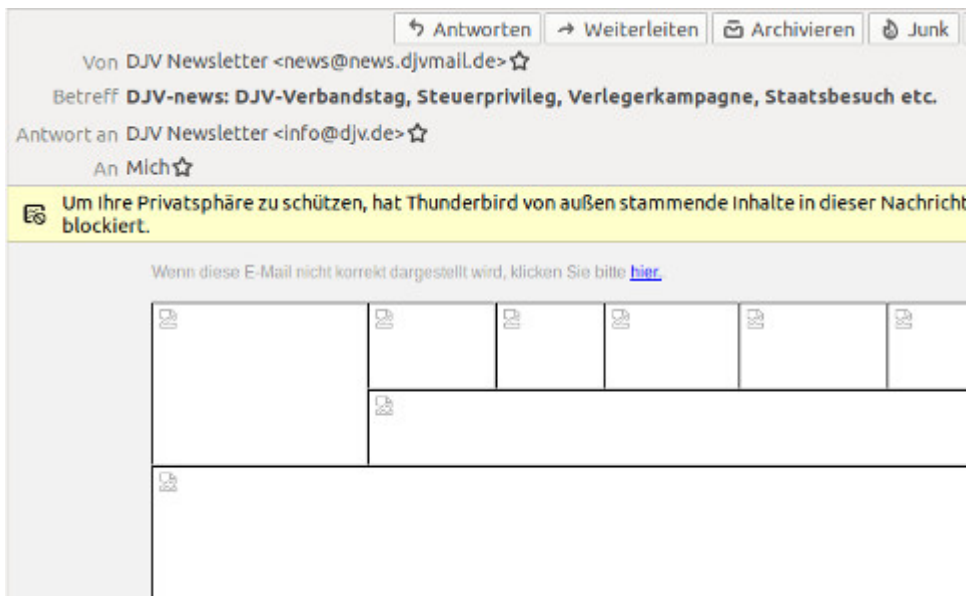 Antworten Weiterleiten Archivieren Junk
Von DJV Newsletter <news@news.djvmail.de>
Betreff DJV-news: DJV-Verbandstag, Steuerprivileg, Verlegerkampagne, Staatsbesuch etc.
Antwort an DJV Newsletter <info@djv.de>
An Mich
Um Ihre Privatsphäre zu schützen, hat Thunderbird von außen stammende Inhalte in dieser Nachricht
blockiert.
Wenn diese E-Mail nicht korrekt dargestellt wird, klicken Sie bitte hier.